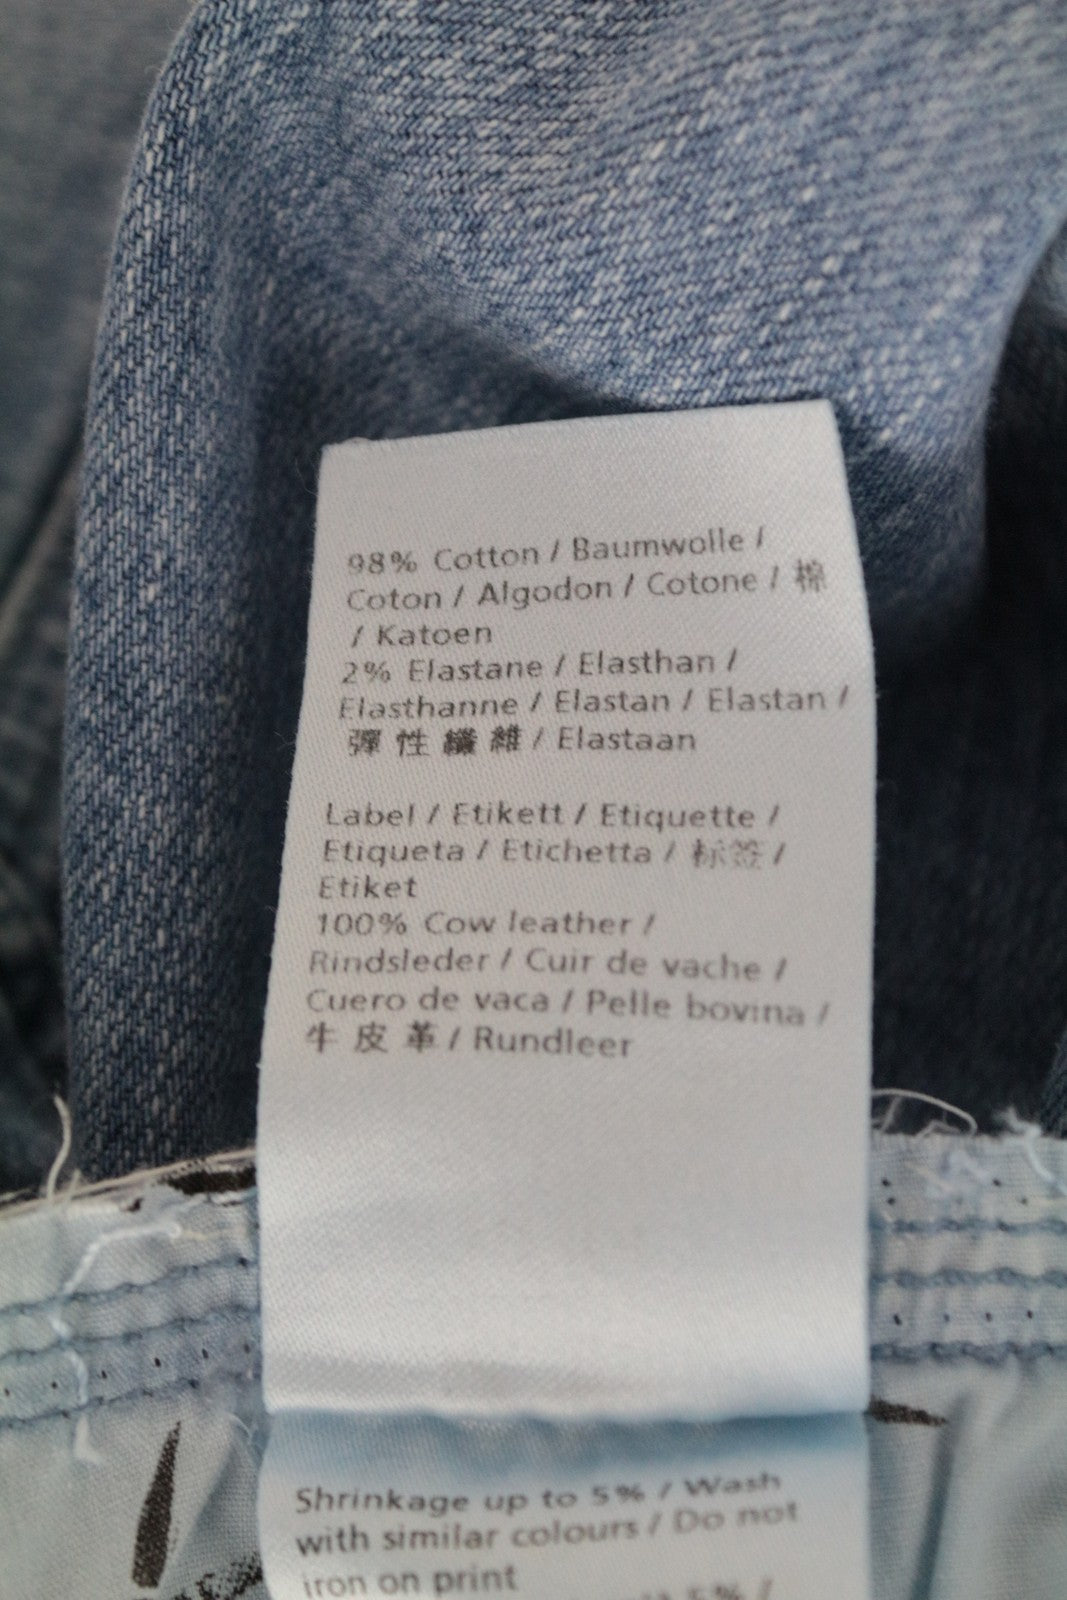 98% Cotton / Baumwolle /
Coton / Algodon / Cotone / 棉
/ Katoen
2% Elastane / Elasthan /
Elasthanne / Elastan / Elastan /
彈 性 纖 維 / Elastaan
Label / Etikett / Etiquette /
Etiqueta / Etichetta / 标签 /
Etiket
100% Cow leather /
Rindsleder / Cuir de vache /
Cuero de vaca / Pelle bovina /
牛 皮 革 / Rundleer
Shrinkage up to 5% / Wash
with similar colours / Do not
iron on print
5% /